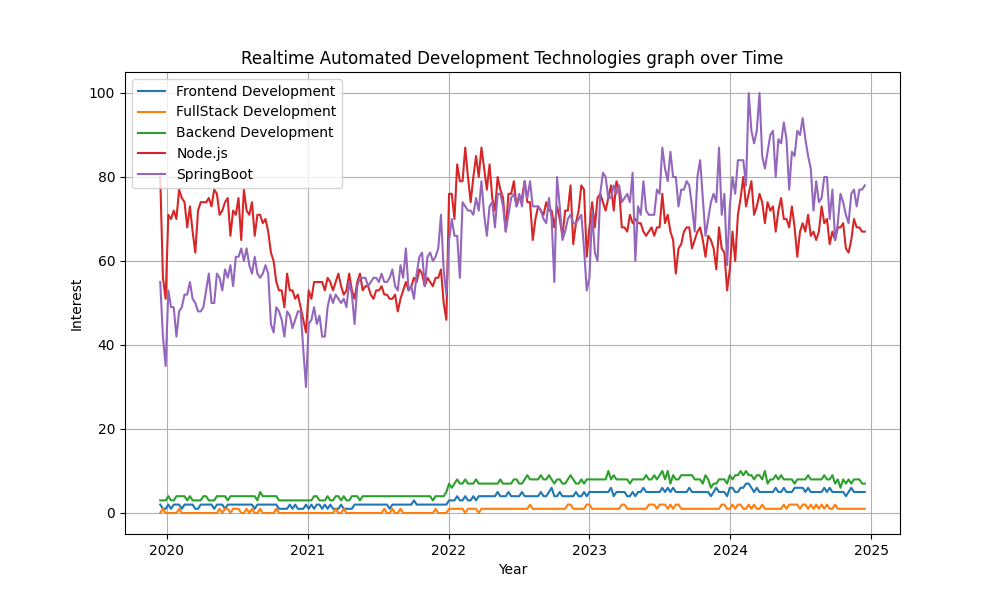 Realtime Automated Development Technologies graph over Time
100
80
60
40
20
0
Interest
Frontend Development
FullStack Development
Backend Development
Node.js
SpringBoot
2020
2021
2022
2023
2024
2025
Year